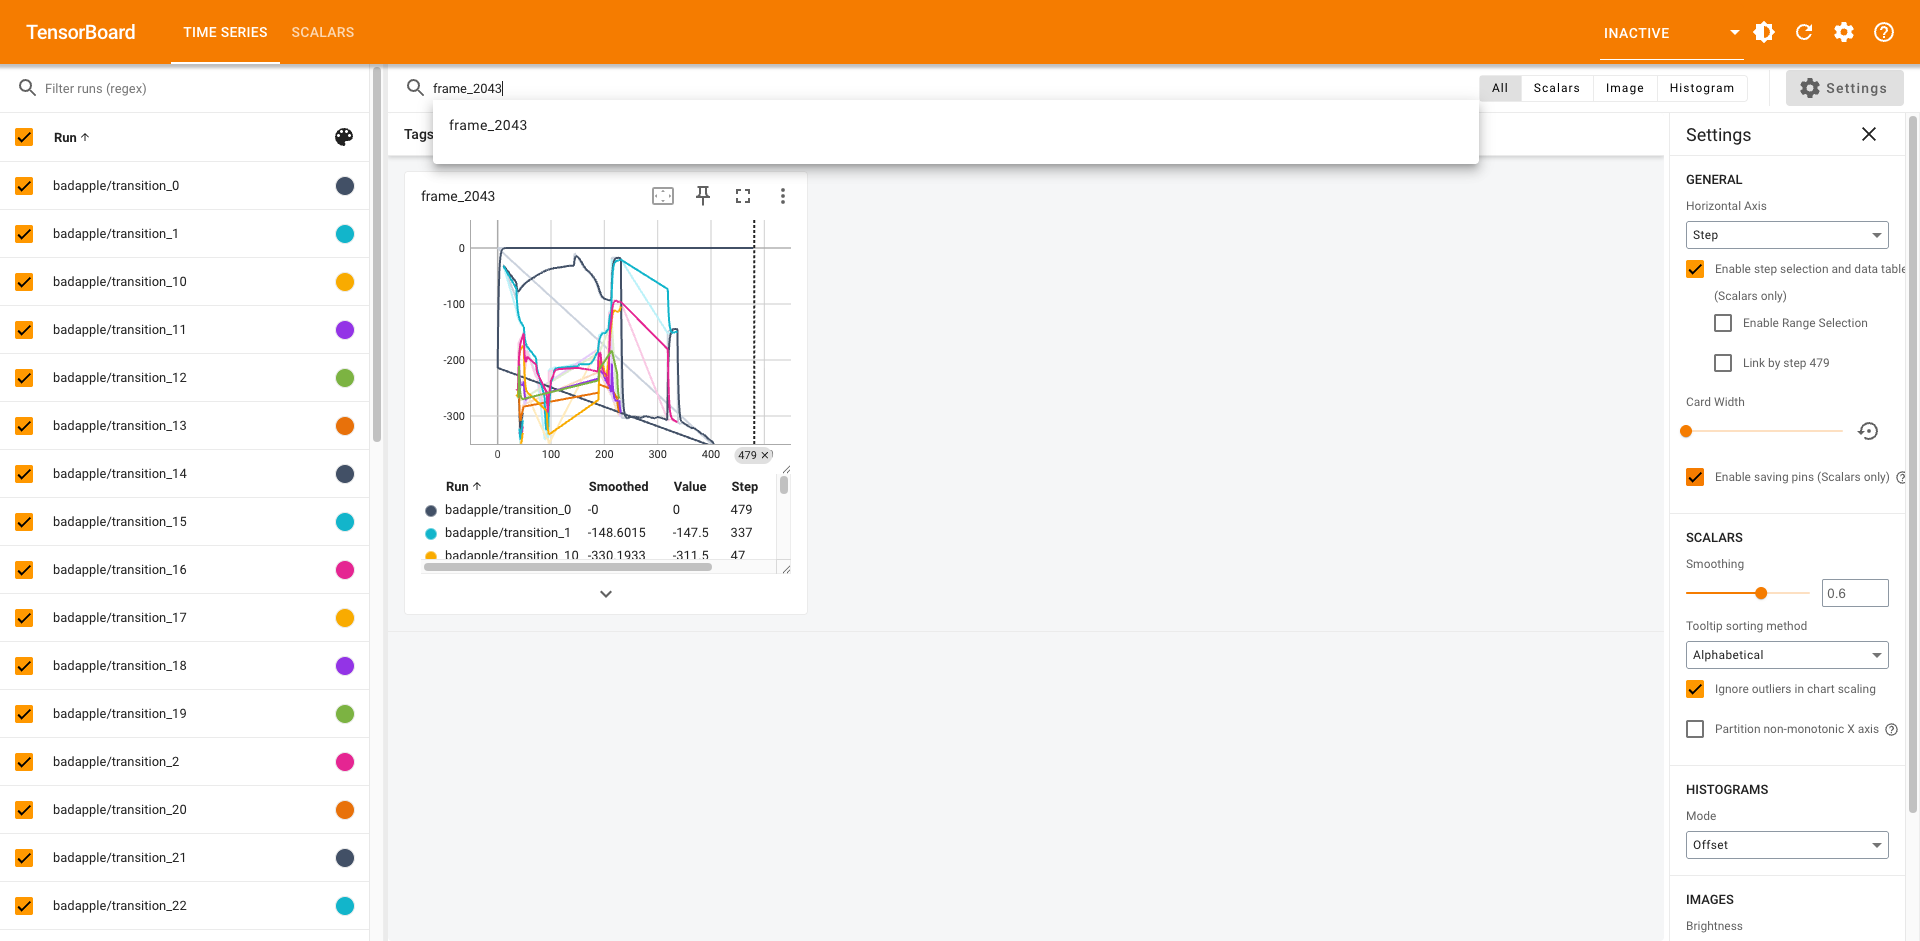 TensorBoard
TIME SERIES
SCALARS
INACTIVE
Filter runs (regex)
frame_2043
All
Scalars
Image
Histogram
Settings
frame_2043
Run
Tags
Settings
badapple/transition_0
badapple/transition_1
badapple/transition_10
badapple/transition_11
badapple/transition_12
badapple/transition_13
badapple/transition_14
badapple/transition_15
badapple/transition_16
badapple/transition_17
badapple/transition_18
badapple/transition_19
badapple/transition_2
badapple/transition_20
badapple/transition_21
badapple/transition_22
frame_2043
0
-100
-200
-300
0 100 200 300 400 479
Run Smoothed Value Step
badapple/transition_0 -0 0 479
badapple/transition_1 -148.6015 -147.5 337
badapple/transition_10 -330.1933 -311.5 47
GENERAL
Horizontal Axis
Step
Enable step selection and data table
(Scalars only)
Enable Range Selection
Link by step 479
Card Width
Enable saving pins (Scalars only)
SCALARS
Smoothing
0.6
Tooltip sorting method
Alphabetical
Ignore outliers in chart scaling
Partition non-monotonic X axis
HISTOGRAMS
Mode
Offset
IMAGES
Brightness